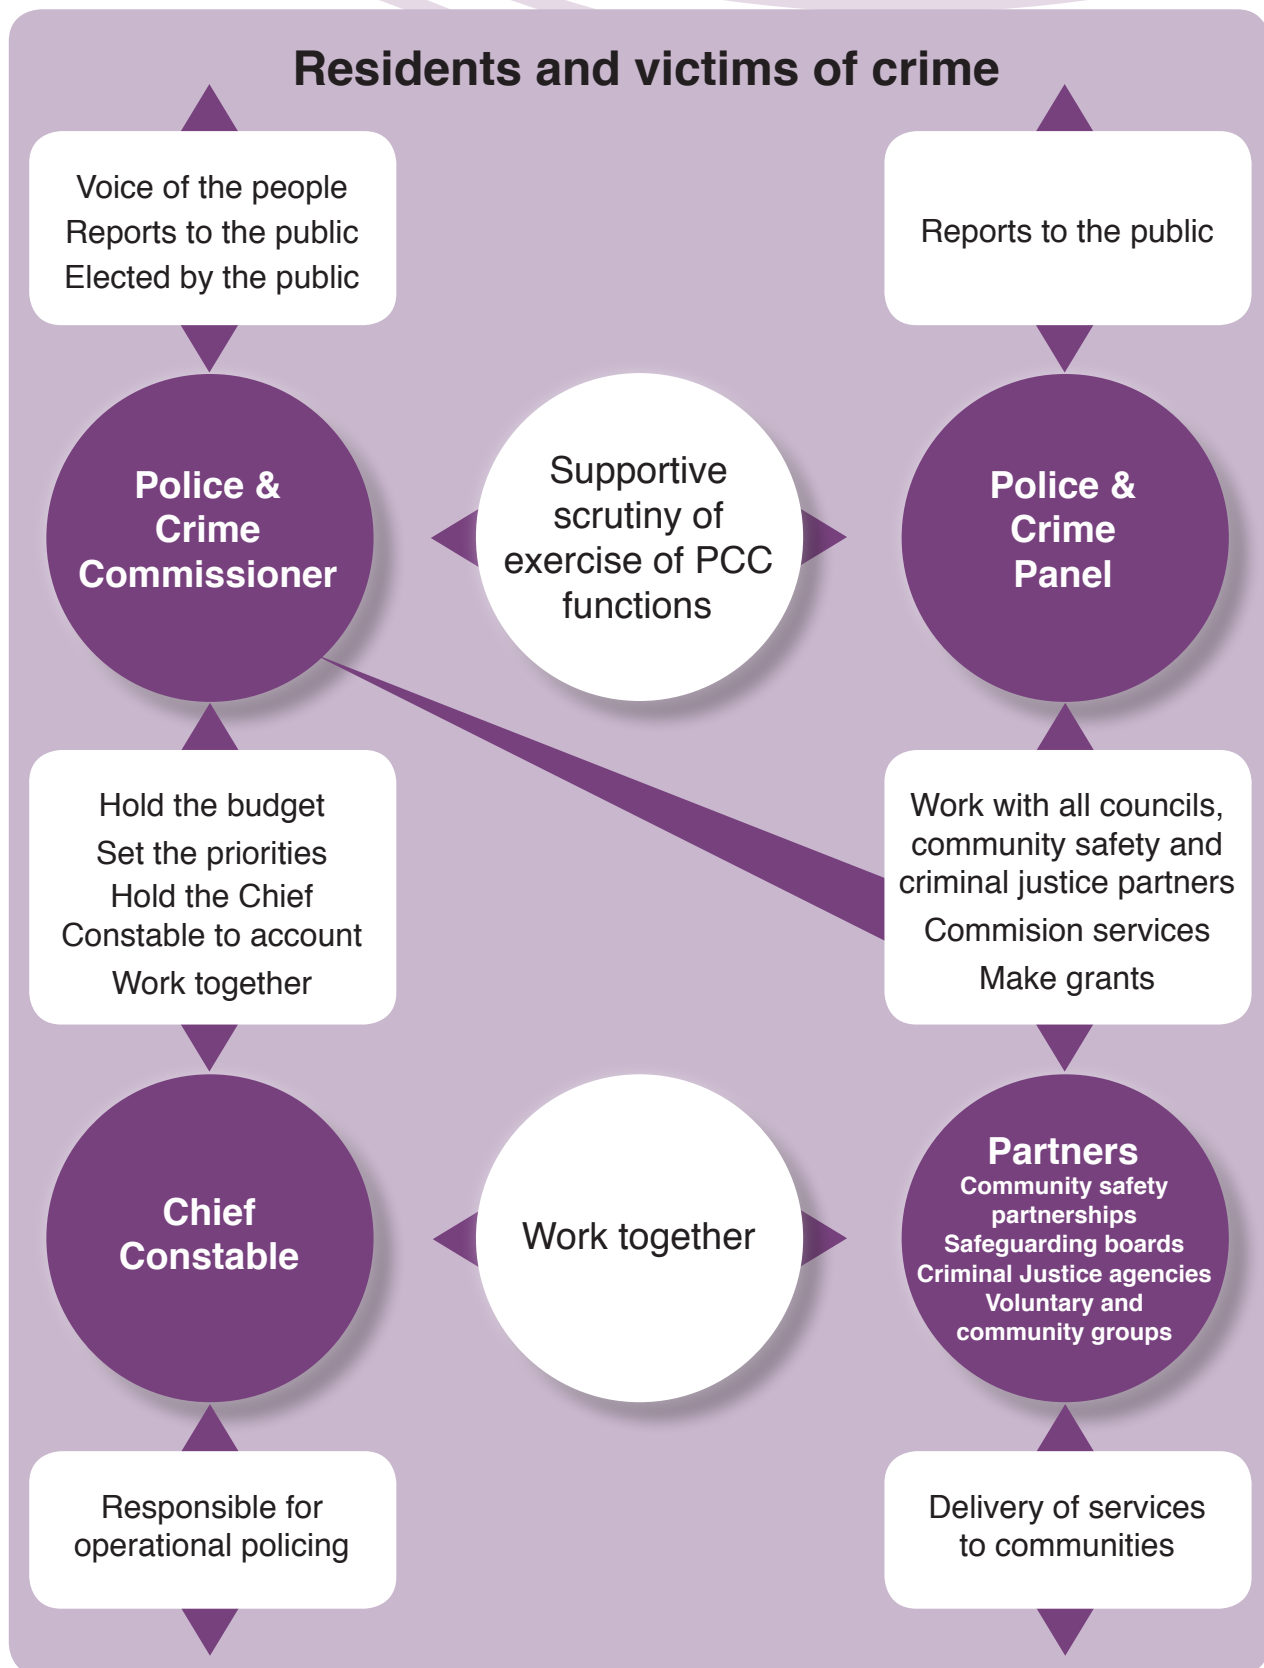 Residents and victims of crime
Voice of the people
Reports to the public
Elected by the public
Reports to the public
Police &
Crime
Commissioner
Supportive
scrutiny of
exercise of PCC
functions
Police &
Crime
Panel
Hold the budget
Set the priorities
Hold the Chief
Constable to account
Work together
Work with all councils,
community safety and
criminal justice partners
Commision services
Make grants
Chief
Constable
Work together
Partners
Community safety
partnerships
Safeguarding boards
Criminal Justice agencies
Voluntary and
community groups
Responsible for
operational policing
Delivery of services
to communities